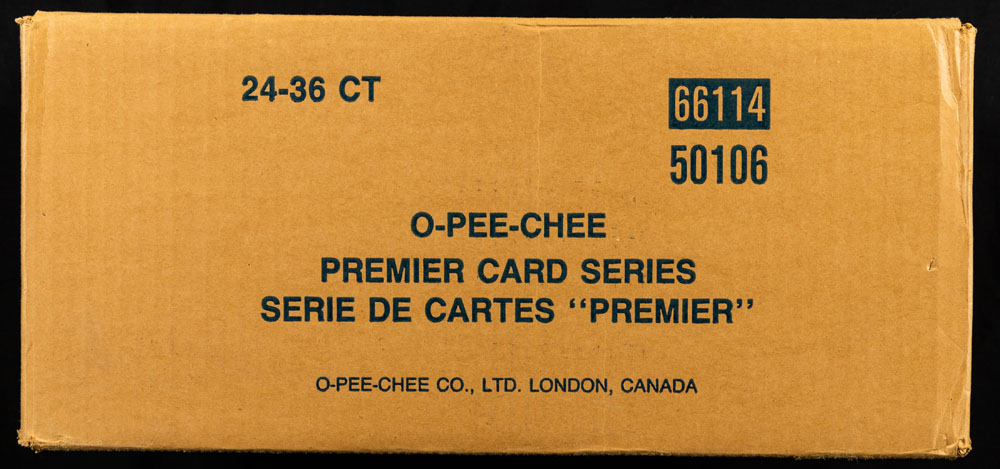 24-36 CT
66114
50106
O-PEE-CHEE
PREMIER CARD SERIES
SERIE DE CARTES “PREMIER”
O-PEE-CHEE CO., LTD. LONDON, CANADA